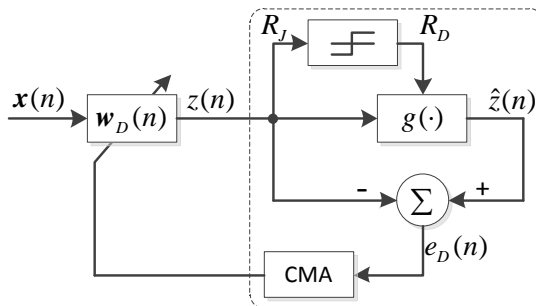 R_J
R_D
x(n)
w_D(n)
z(n)
g(·)
ẑ(n)
-
Σ
+
e_D(n)
CMA